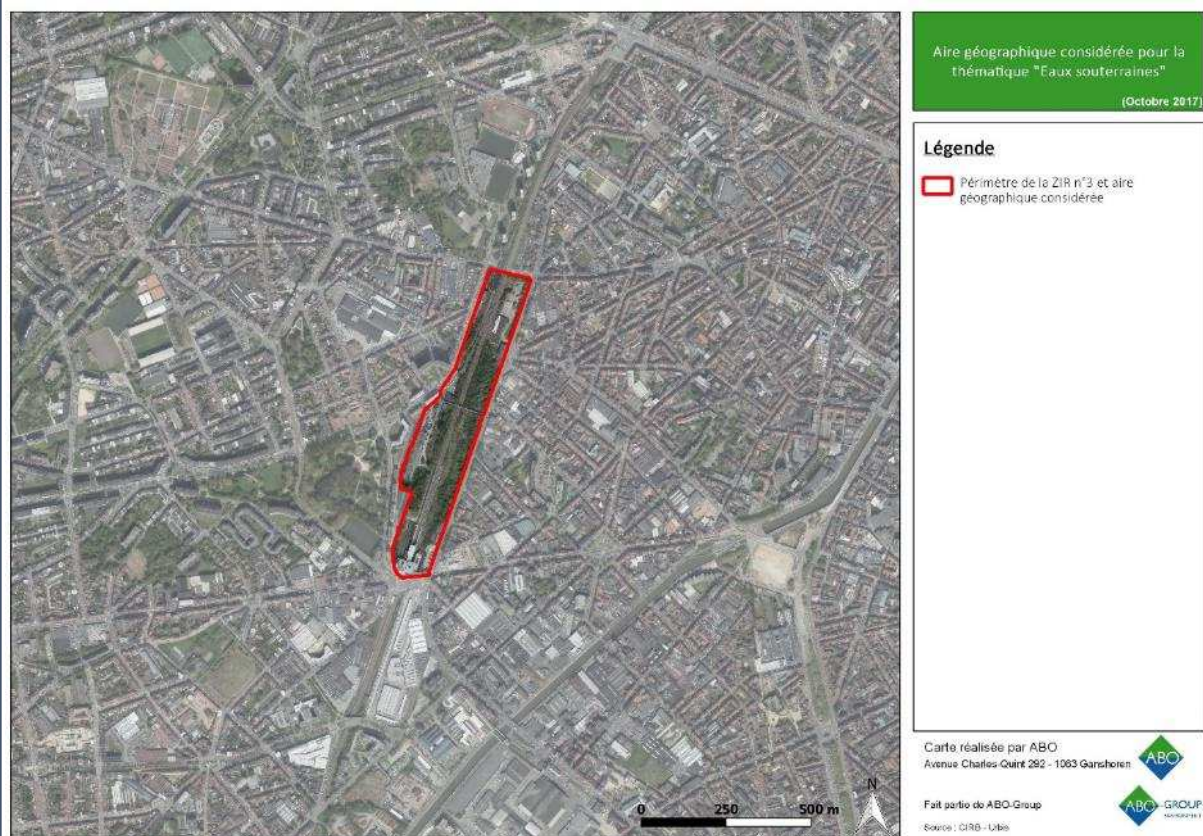 Aire géographique considérée pour la
thématique "Eaux souterraines"
(Octobre 2017)
Légende
Périmètre de la ZIR n°3 et aire
géographique considérée
N
0 250 500 m
Carte réalisée par ABO
Avenue Charles-Quint 292 - 1083 Ganshoren
ABO
Fait partie de ABO-Group
ABO GROUP
Source : CIRB - Urbis